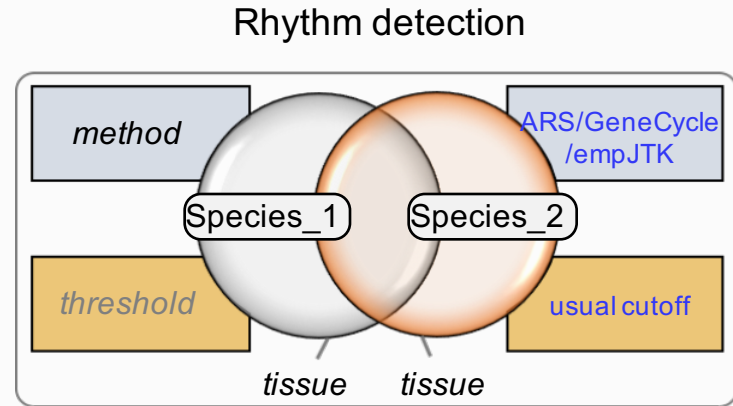 Rhythm detection
method
ARS/GeneCycle
/empJTK
Species_1
Species_2
threshold
usual cutoff
tissue
tissue